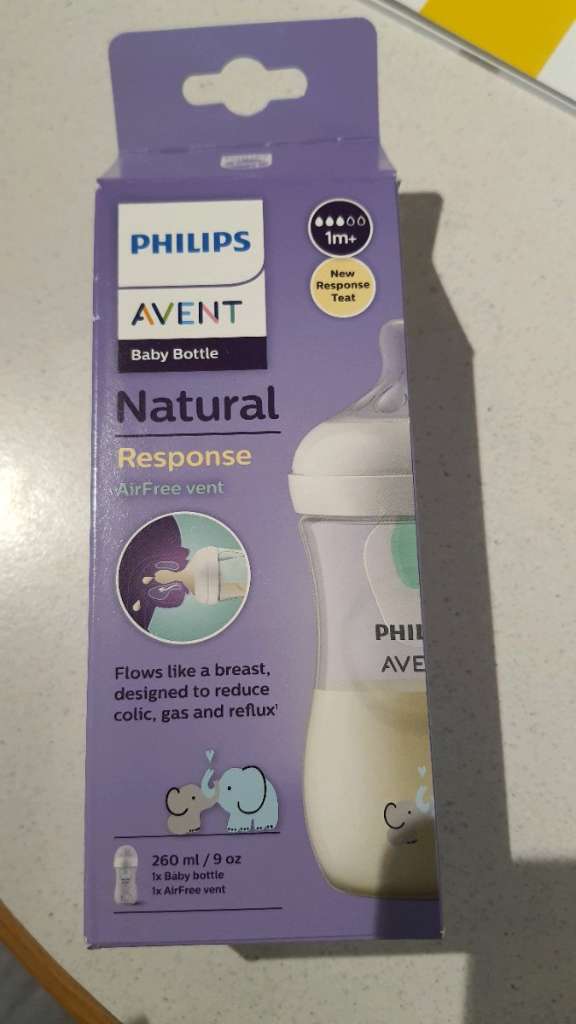 PHILIPS
AVENT
Baby Bottle
1m+
New
Response
Teat
Natural
Response
AirFree vent
Flows like a breast,
designed to reduce
colic, gas and reflux¹
PHIL
AVE
260 ml / 9 oz
1x Baby bottle
1x AirFree vent